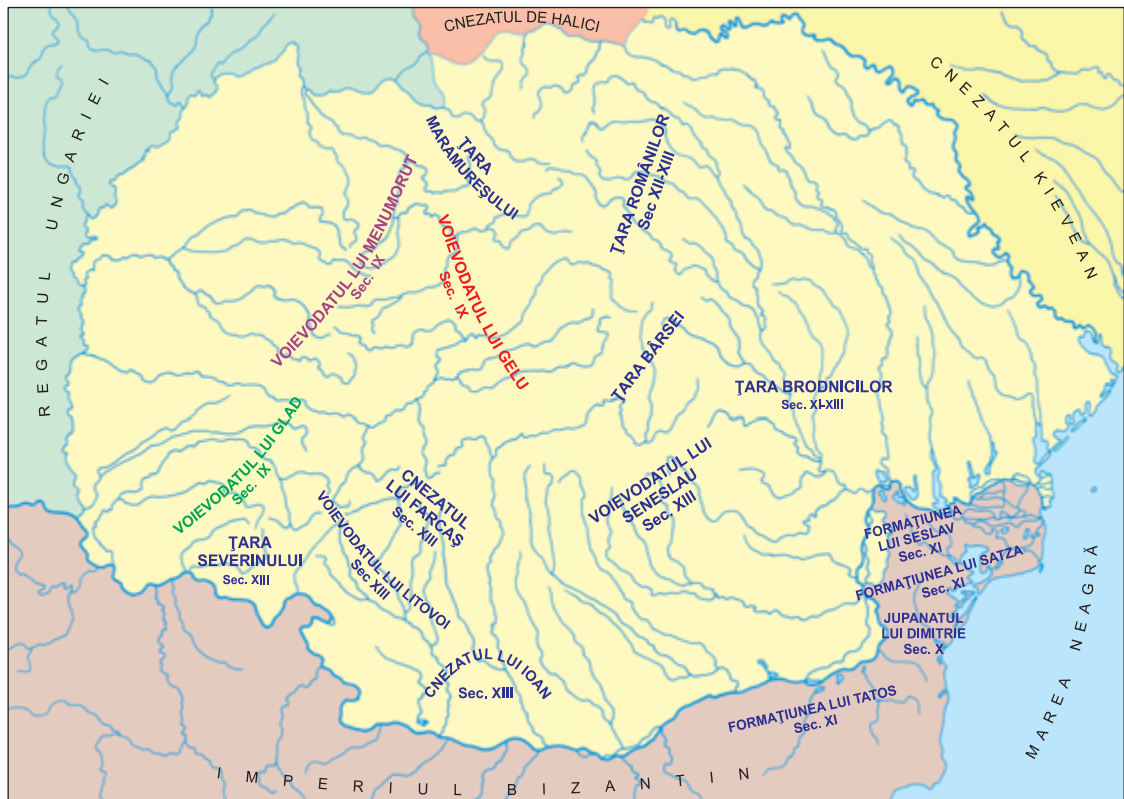 CNEZATUL DE HALICI
REGATUL UNGARIEI
CNEZATUL KIEVEAN
ŢARA
MARAMUREŞULUI
ŢARA ROMÂNILOR
Sec XII-XIII
VOIEVODATUL LUI MENUMORUT
Sec. IX
VOIEVODATUL LUI GELU
Sec. IX
ŢARA BÂRSEI
ŢARA BRODNICILOR
Sec. XI-XIII
VOIEVODATUL LUI GLAD
Sec. IX
CNEZATUL
LUI FARCAŞ
Sec. XIII
VOIEVODATUL LUI
SENESLAU
Sec. XIII
ŢARA
SEVERINULUI
Sec. XIII
VOIEVODATUL LUI LITOVOI
Sec XIII
FORMAŢIUNEA
LUI SESLAV
Sec. XI
FORMAŢIUNEA LUI SATZA
Sec. XI
JUPANATUL
LUI DIMITRIE
Sec. X
CNEZATUL LUI IOAN
Sec. XIII
FORMAŢIUNEA LUI TATOS
Sec. XI
MAREA NEAGRĂ
IMPERIUL BIZANTIN